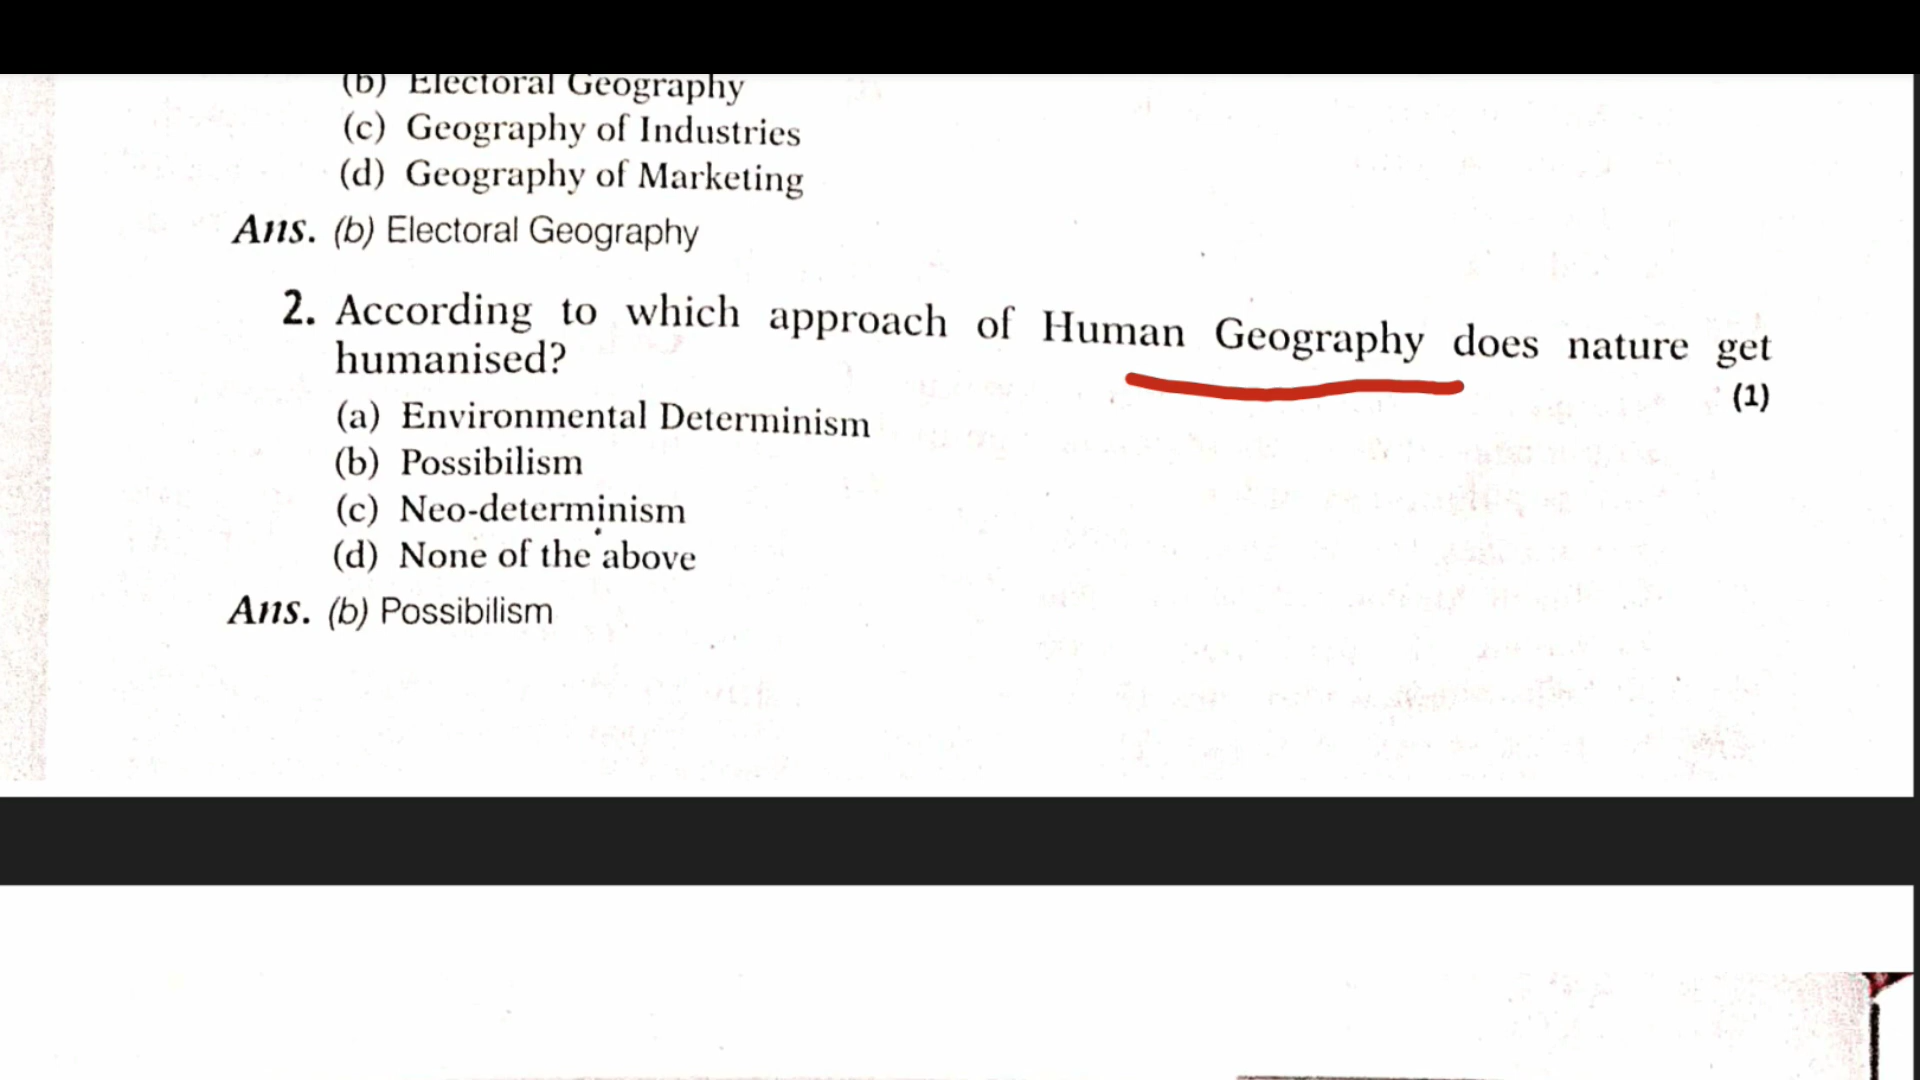 (b) Electoral Geography
(c) Geography of Industries
(d) Geography of Marketing
Ans. (b) Electoral Geography
2. According to which approach of Human Geography does nature get
humanised?
(1)
(a) Environmental Determinism
(b) Possibilism
(c) Neo-determinism
(d) None of the above
Ans. (b) Possibilism